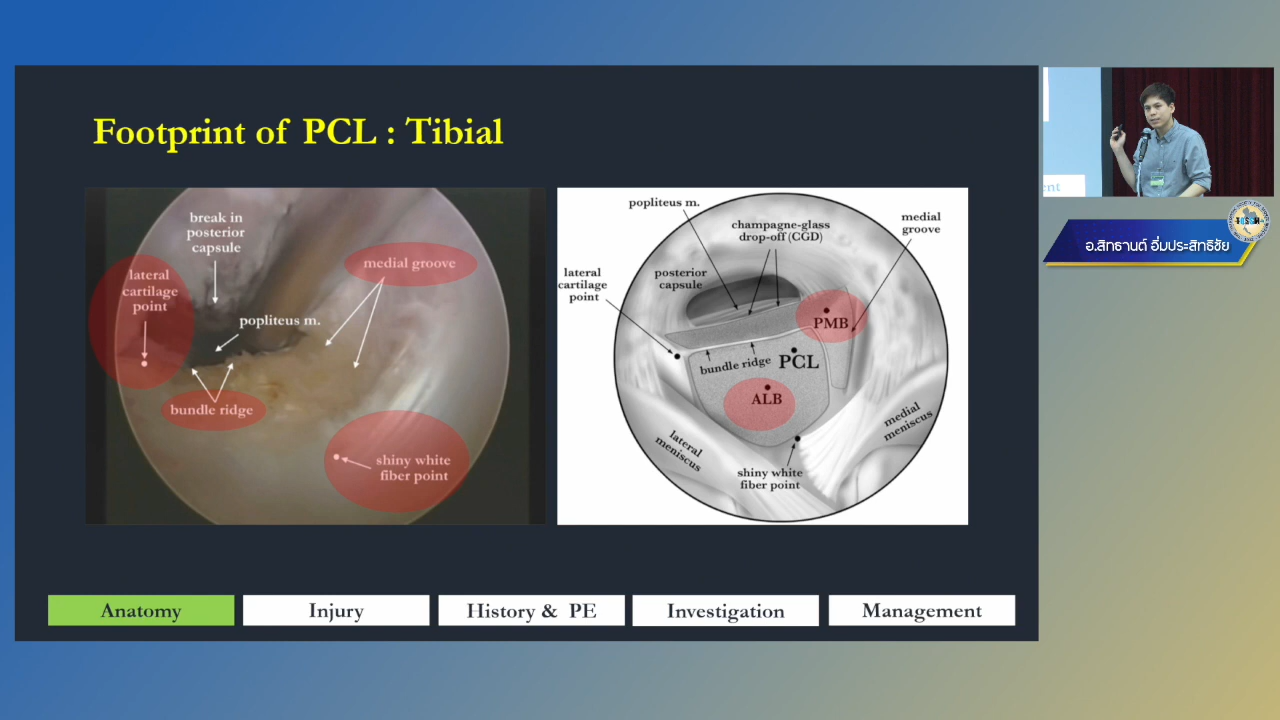 Footprint of PCL : Tibial
break in
posterior
capsule
lateral
cartilage
point
medial groove
popliteus m.
bundle ridge
shiny white
fiber point
popliteus m.
champagne-glass
drop-off (CGD)
medial
groove
lateral
cartilage
point
posterior
capsule
PMB
bundle ridge
PCL
ALB
lateral
meniscus
medial
meniscus
shiny white
fiber point
Anatomy
Injury
History & PE
Investigation
Management
อ.สิทธานต์ อิ่มประสิทธิชัย